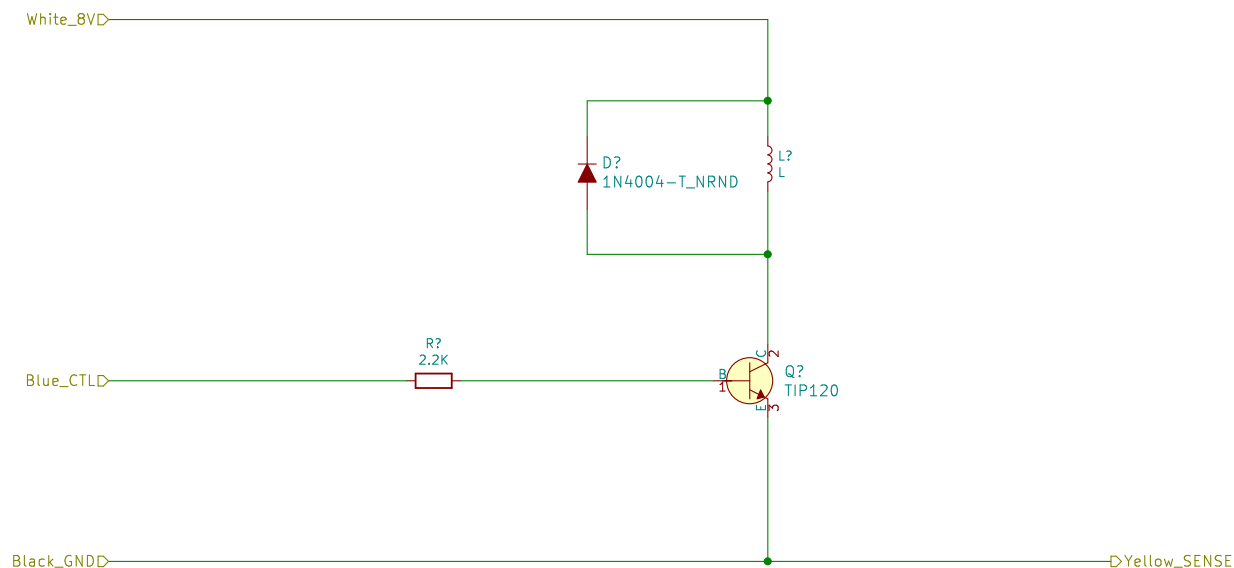 White_8V
D?
1N4004-T_NRND
L?
L
R?
2.2K
Blue_CTL
B
1
C
2
Q?
TIP120
E
3
Black_GND
Yellow_SENSE